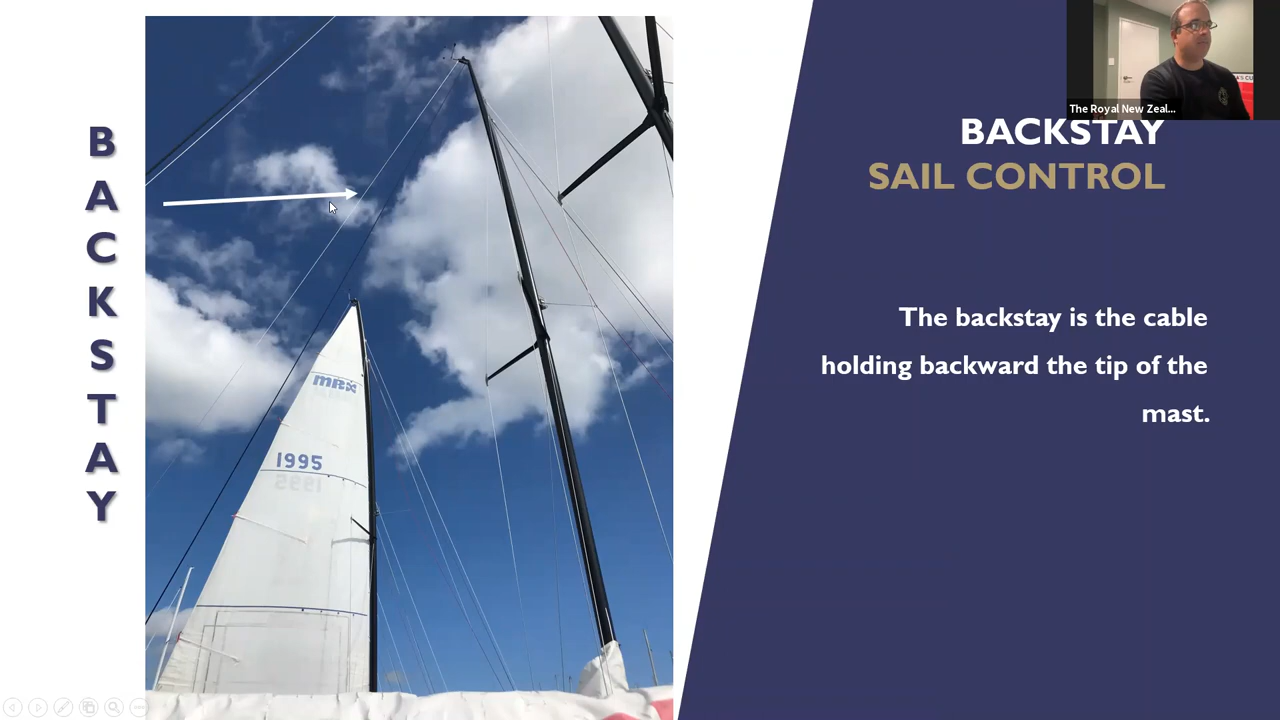 The Royal New Zeal...
BACKSTAY
SAIL CONTROL
BACKSTAY
The backstay is the cable
holding backward the tip of the
mast.
MRX
1995